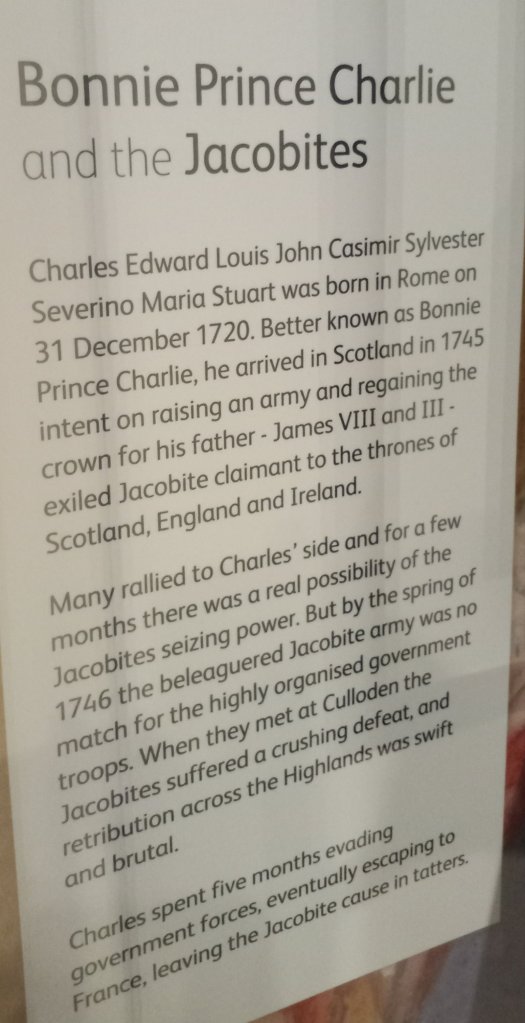 Bonnie Prince Charlie
and the Jacobites
Charles Edward Louis John Casimir Sylvester
Severino Maria Stuart was born in Rome on
31 December 1720. Better known as Bonnie
Prince Charlie, he arrived in Scotland in 1745
intent on raising an army and regaining the
crown for his father - James VIII and III -
exiled Jacobite claimant to the thrones of
Scotland, England and Ireland.
Many rallied to Charles' side and for a few
months there was a real possibility of the
Jacobites seizing power. But by the spring of
1746 the beleaguered Jacobite army was no
match for the highly organised government
troops. When they met at Culloden the
Jacobites suffered a crushing defeat, and
retribution across the Highlands was swift
and brutal.
Charles spent five months evading
government forces, eventually escaping to
France, leaving the Jacobite cause in tatters.